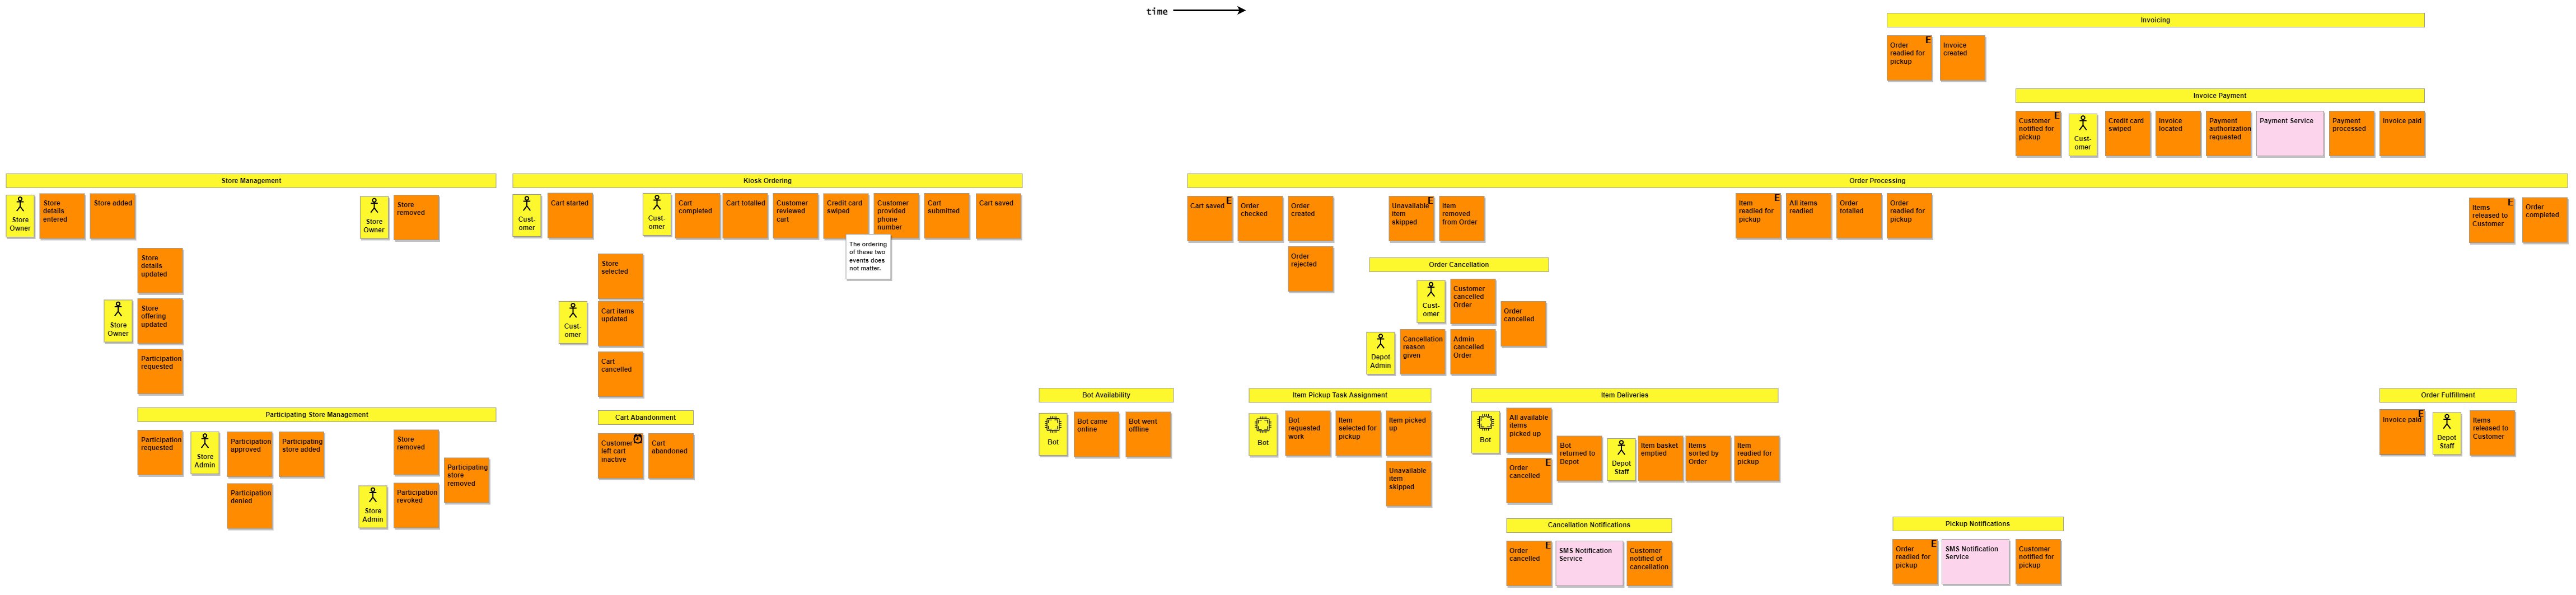 time
Invoicing
Order
readied for
pickup
E
Invoice
created
Invoice Payment
Customer
notified for
pickup
E
Cust-
omer
Credit card
swiped
Invoice
located
Payment
authorization
requested
Payment Service
Payment
processed
Invoice paid
Store Management
Store
Owner
Store
details
entered
Store added
Store
Owner
Store
removed
Store
details
updated
Store
Owner
Store
offering
updated
Participation
requested
Participating Store Management
Participation
requested
Store
Admin
Participation
approved
Participating
store added
Participation
denied
Store
removed
Store
Admin
Participation
revoked
Participating
store
removed
Kiosk Ordering
Cust-
omer
Cart started
Cust-
omer
Cart
completed
Cart totalled
Customer
reviewed
cart
Credit card
swiped
Customer
provided
phone
number
Cart
submitted
Cart saved
The ordering
of these two
events does
not matter.
Store
selected
Cust-
omer
Cart items
updated
Cart
cancelled
Cart Abandonment
Customer
left cart
inactive
Cart
abandoned
Bot Availability
Bot
Bot came
online
Bot went
offline
Order Processing
Cart saved
E
Order
checked
Order
created
Order
rejected
Unavailable
item
skipped
E
Item
removed
from Order
Item
readied for
pickup
E
All items
readied
Order
totalled
Order
readied for
pickup
Items
released to
Customer
E
Order
completed
Order Cancellation
Cust-
omer
Customer
cancelled
Order
Depot
Admin
Cancellation
reason
given
Admin
cancelled
Order
Order
cancelled
Item Pickup Task Assignment
Bot
Bot
requested
work
Item
selected for
pickup
Item picked
up
Unavailable
item
skipped
Item Deliveries
Bot
All available
items
picked up
Order
cancelled
E
Bot
returned to
Depot
Depot
Staff
Item basket
emptied
Items
sorted by
Order
Item
readied for
pickup
Order Fulfillment
Invoice paid
E
Depot
Staff
Items
released to
Customer
Cancellation Notifications
Order
cancelled
E
SMS Notification
Service
Customer
notified of
cancellation
Pickup Notifications
Order
readied for
pickup
E
SMS Notification
Service
Customer
notified for
pickup